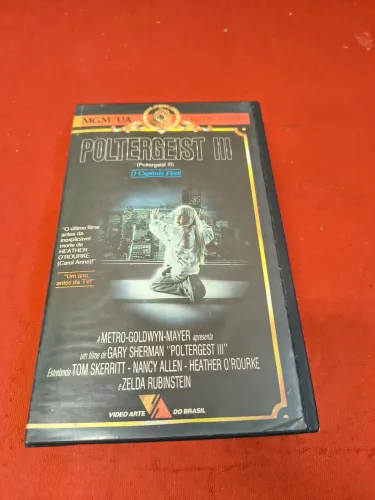 MGM/UA
HOME VIDEO
POLTERGEIST III
(Poltergeist III)
O Capítulo Final
"O último filme
antes da
inexplicável
morte de
HEATHER
O'ROURKE
(Carol Anne)!"
"Um ano
antes da TV!"
A METRO-GOLDWYN-MAYER apresenta
um filme de GARY SHERMAN "POLTERGEST III"
Estrelando TOM SKERRITT - NANCY ALLEN - HEATHER O'ROURKE
e ZELDA RUBINSTEIN
VIDEO ARTE DO BRASIL